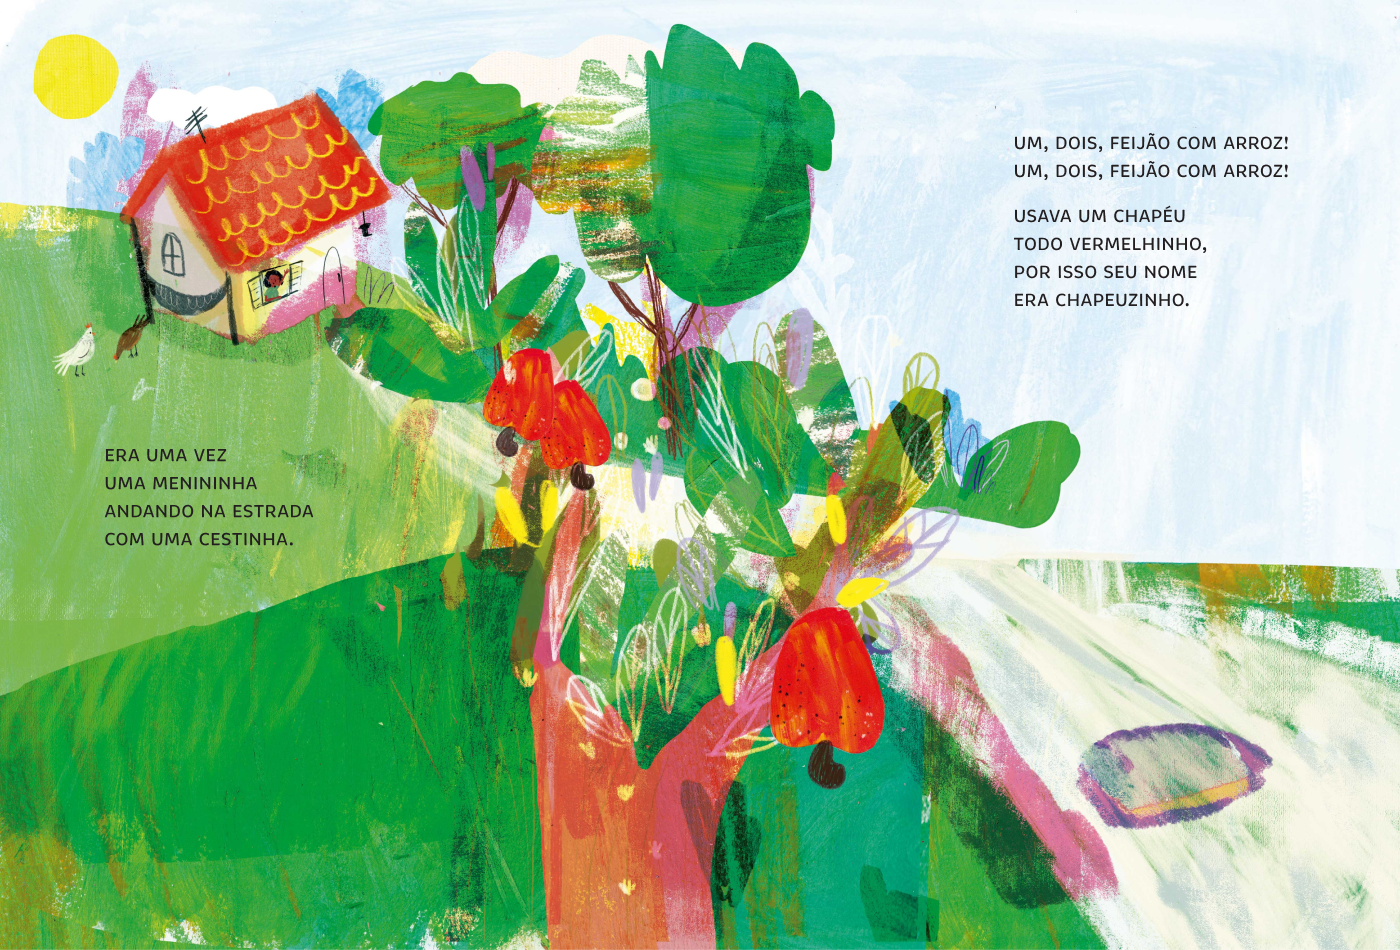 ERA UMA VEZ
UMA MENININHA
ANDANDO NA ESTRADA
COM UMA CESTINHA.
UM, DOIS, FEIJÃO COM ARROZ!
UM, DOIS, FEIJÃO COM ARROZ!
USAVA UM CHAPÉU
TODO VERMELHINHO,
POR ISSO SEU NOME
ERA CHAPEUZINHO.